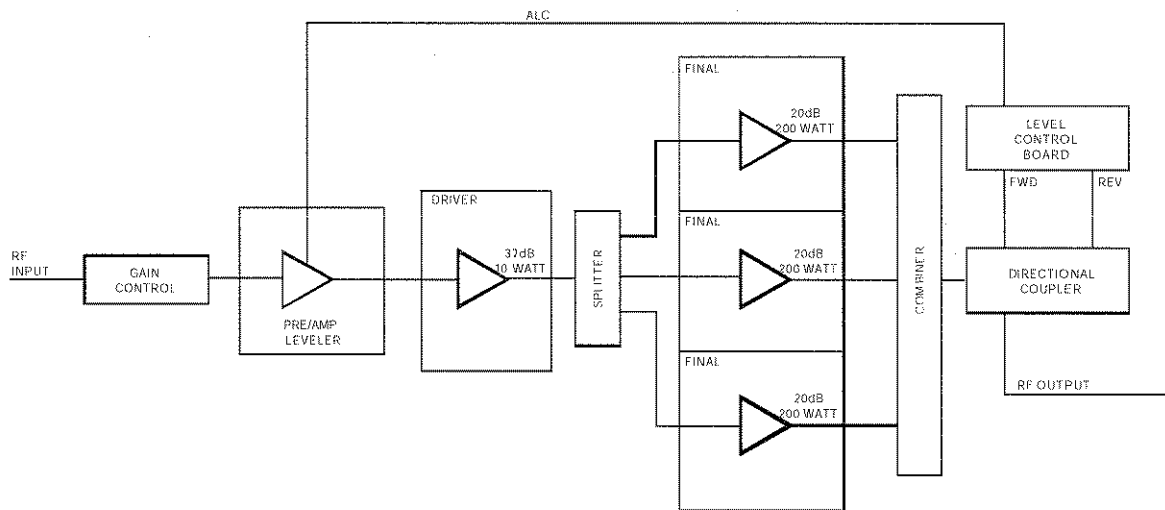 ALC
FINAL
20dB
200 WATT
LEVEL
CONTROL
BOARD
FWD
REV
DRIVER
37dB
10 WATT
RF
INPUT
GAIN
CONTROL
PRE/AMP
LEVELER
SPLITTER
FINAL
20dB
200 WATT
COMBINER
DIRECTIONAL
COUPLER
FINAL
20dB
200 WATT
RF OUTPUT